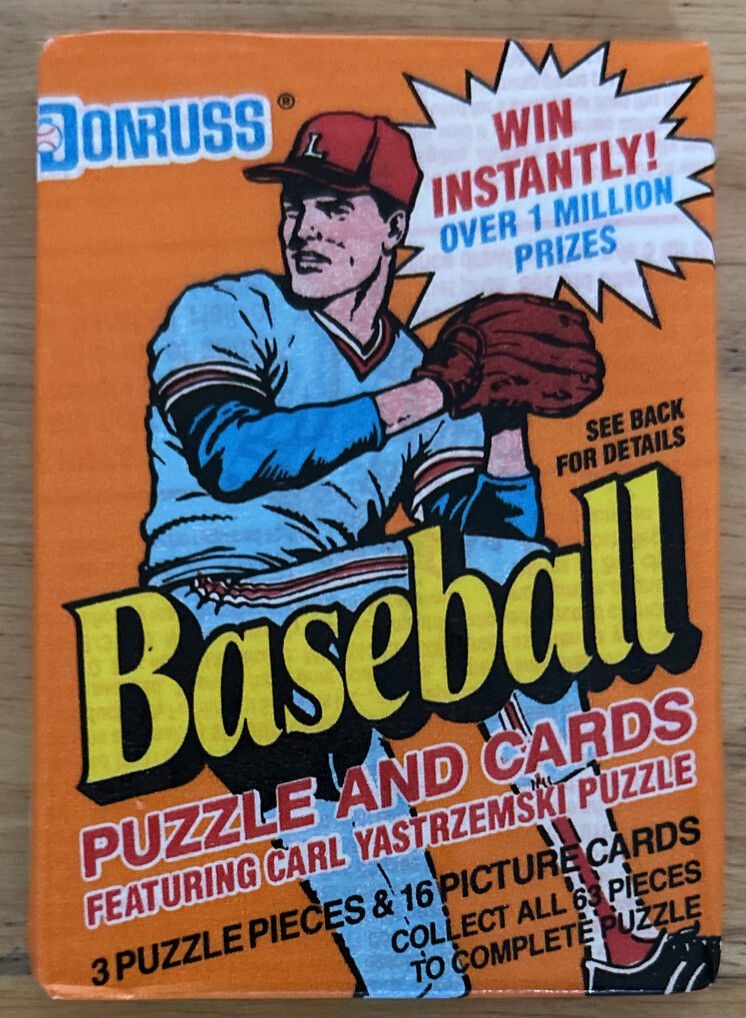 DONRUSS®
L
WIN
INSTANTLY!
OVER 1 MILLION
PRIZES
SEE BACK
FOR DETAILS
Baseball
PUZZLE AND CARDS
FEATURING CARL YASTRZEMSKI PUZZLE
3 PUZZLE PIECES & 16 PICTURE CARDS
COLLECT ALL 63 PIECES
TO COMPLETE PUZZLE